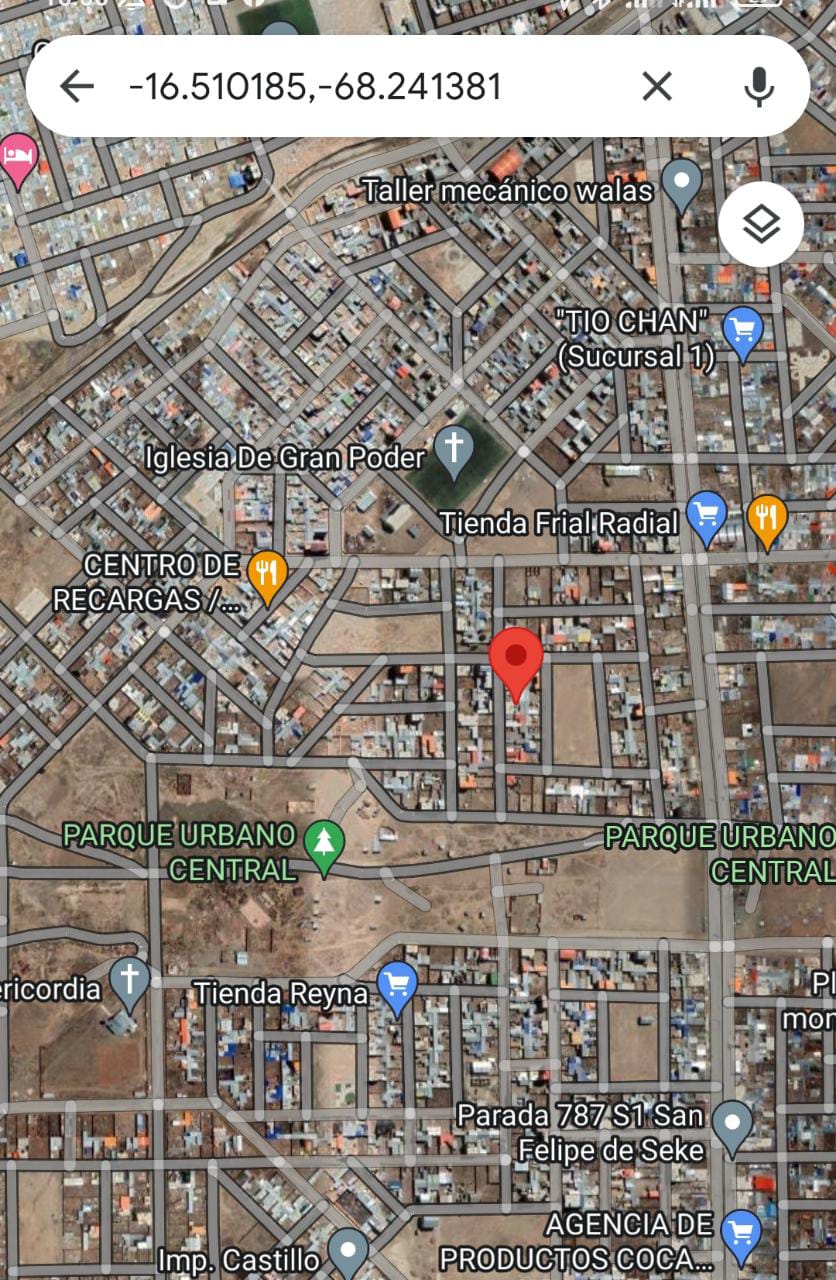 -16.510185,-68.241381
Taller mecánico walas
"TIO CHAN"
(Sucursal 1)
Iglesia De Gran Poder
Tienda Frial Radial
CENTRO DE
RECARGAS /...
PARQUE URBANO
CENTRAL
PARQUE URBANO
CENTRAL
ericordia
Tienda Reyna
Pl
mon
Parada 787 S1 San
Felipe de Seke
AGENCIA DE
PRODUCTOS COCA...
Imp. Castillo